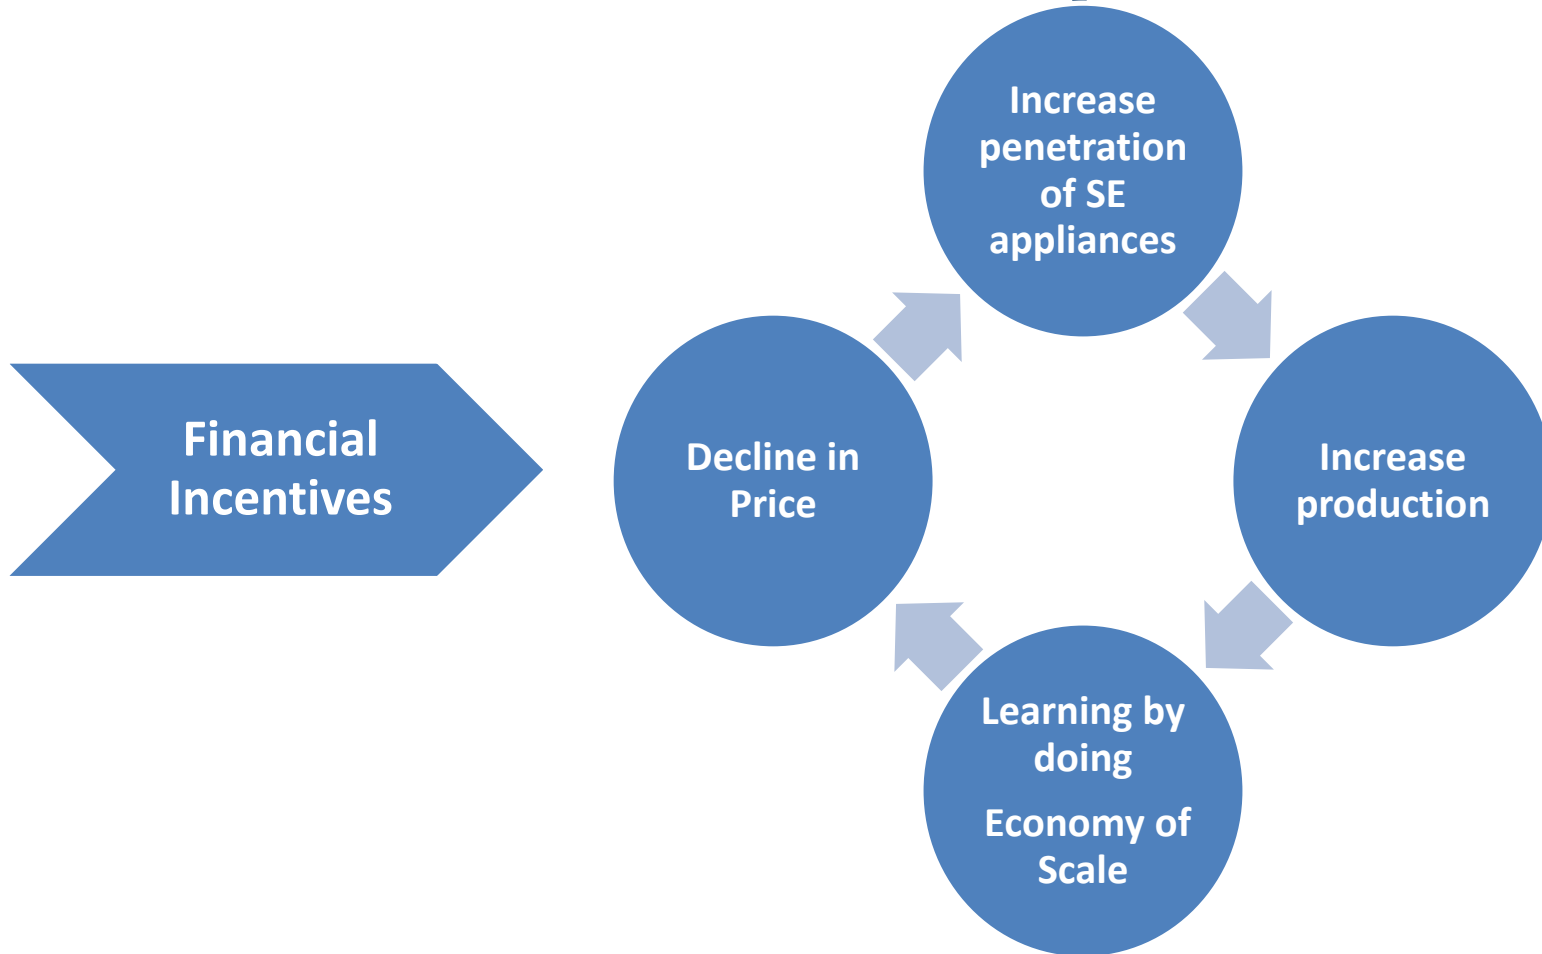 Increase
penetration
of SE
appliances
Financial
Incentives
Decline in
Price
Increase
production
Learning by
doing
Economy of
Scale